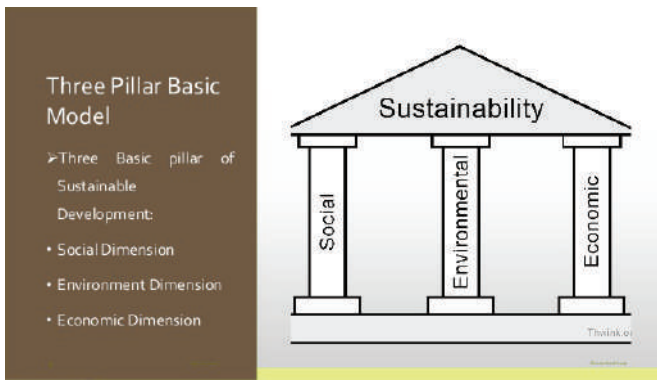 Three Pillar Basic
Model
➢Three Basic pillar of
Sustainable
Development:
• Social Dimension
• Environment Dimension
• Economic Dimension
Sustainability
Social
Environmental
Economic
Thwink.o